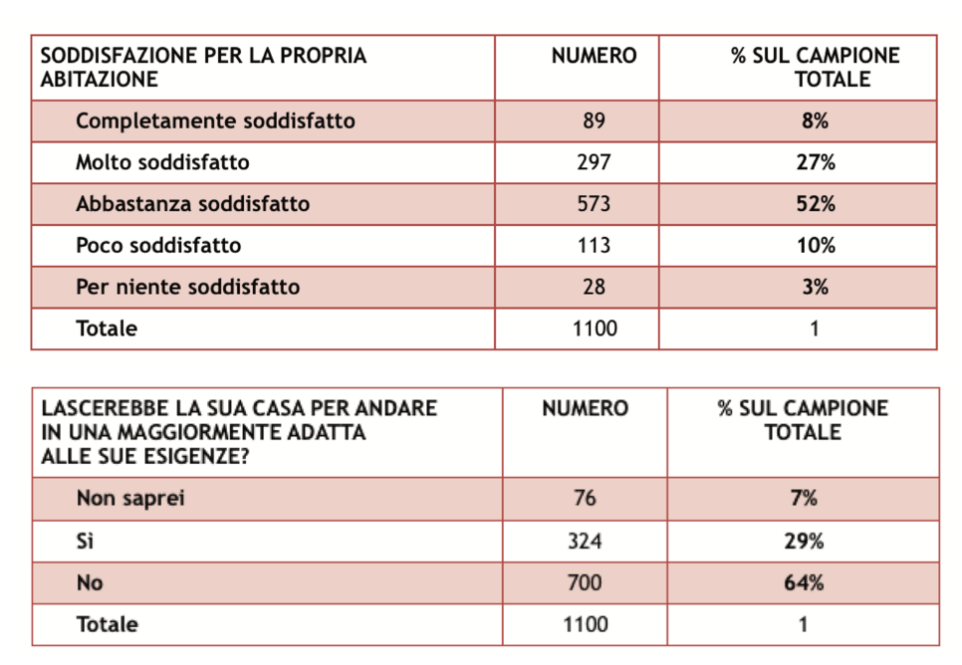 SODDISFAZIONE PER LA PROPRIA ABITAZIONE NUMERO % SUL CAMPIONE TOTALE
Completamente soddisfatto 89 8%
Molto soddisfatto 297 27%
Abbastanza soddisfatto 573 52%
Poco soddisfatto 113 10%
Per niente soddisfatto 28 3%
Totale 1100 1
LASCEREBBE LA SUA CASA PER ANDARE IN UNA MAGGIORMENTE ADATTA ALLE SUE ESIGENZE? NUMERO % SUL CAMPIONE TOTALE
Non saprei 76 7%
Sì 324 29%
No 700 64%
Totale 1100 1